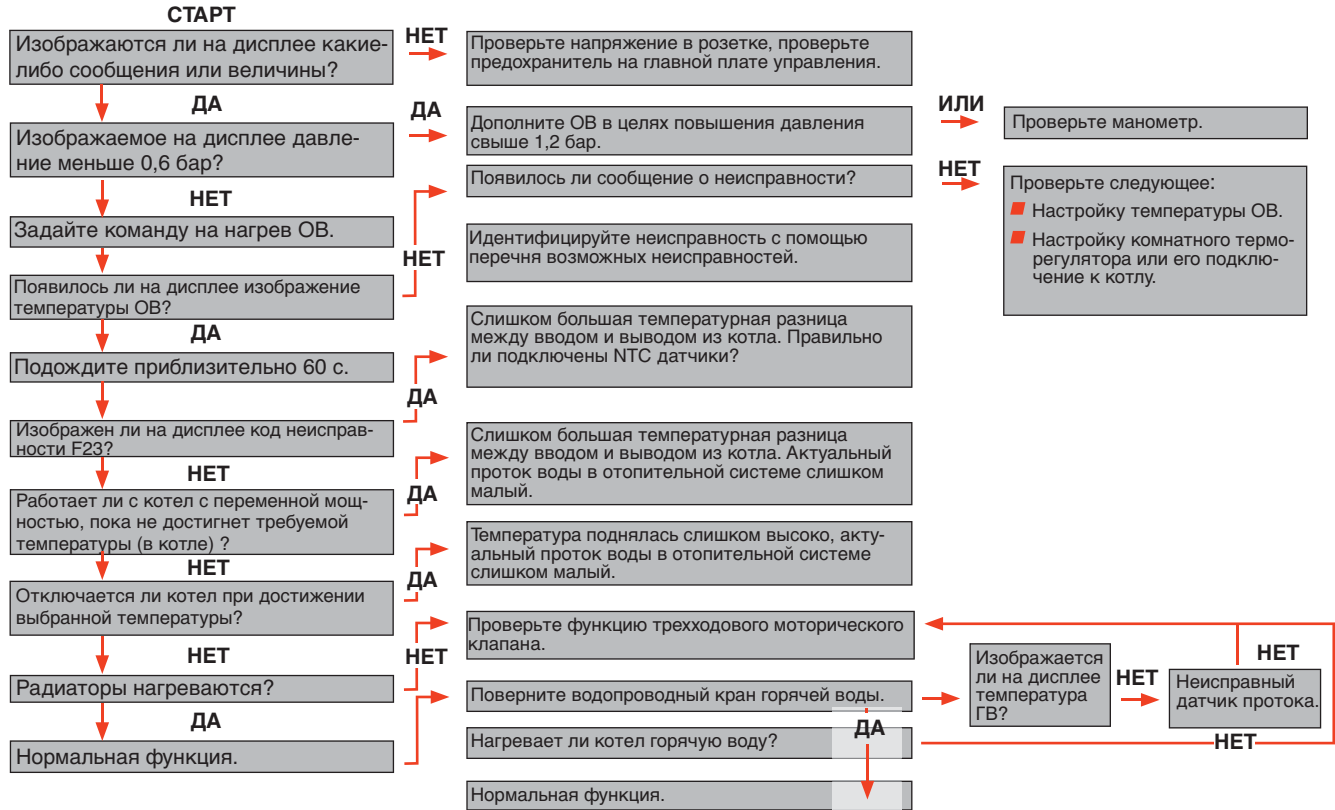 СТАРТ
Изображаются ли на дисплее какие-
либо сообщения или величины?
НЕТ
Проверьте напряжение в розетке, проверьте
предохранитель на главной плате управления.
ДА
Изображаемое на дисплее давле-
ние меньше 0,6 бар?
ДА
Дополните ОВ в целях повышения давления
свыше 1,2 бар.
ИЛИ
Проверьте манометр.
НЕТ
Задайте команду на нагрев ОВ.
Появилось ли на дисплее изображение
температуры ОВ?
НЕТ
Появилось ли сообщение о неисправности?
НЕТ
Проверьте следующее:
Настройку температуры ОВ.
Настройку комнатного термо-
регулятора или его подклю-
чение к котлу.
Идентифицируйте неисправность с помощью
перечня возможных неисправностей.
ДА
Подождите приблизительно 60 с.
Изображен ли на дисплее код неисправ-
ности F23?
ДА
Слишком большая температурная разница
между вводом и выводом из котла. Правильно
ли подключены NTC датчики?
НЕТ
Работает ли с котел с переменной мощ-
ностью, пока не достигнет требуемой
температуры (в котле) ?
ДА
Слишком большая температурная разница
между вводом и выводом из котла. Актуальный
проток воды в отопительной системе слишком
малый.
НЕТ
Отключается ли котел при достижении
выбранной температуры?
ДА
Температура поднялась слишком высоко, акту-
альный проток воды в отопительной системе
слишком малый.
НЕТ
Радиаторы нагреваются?
НЕТ
Проверьте функцию трехходового моторического
клапана.
ДА
Нормальная функция.
Поверните водопроводный кран горячей воды.
Изображается
ли на дисплее
температура
ГВ?
НЕТ
Неисправный
датчик протока.
НЕТ
ДА
Нагревает ли котел горячую воду?
НЕТ
Нормальная функция.